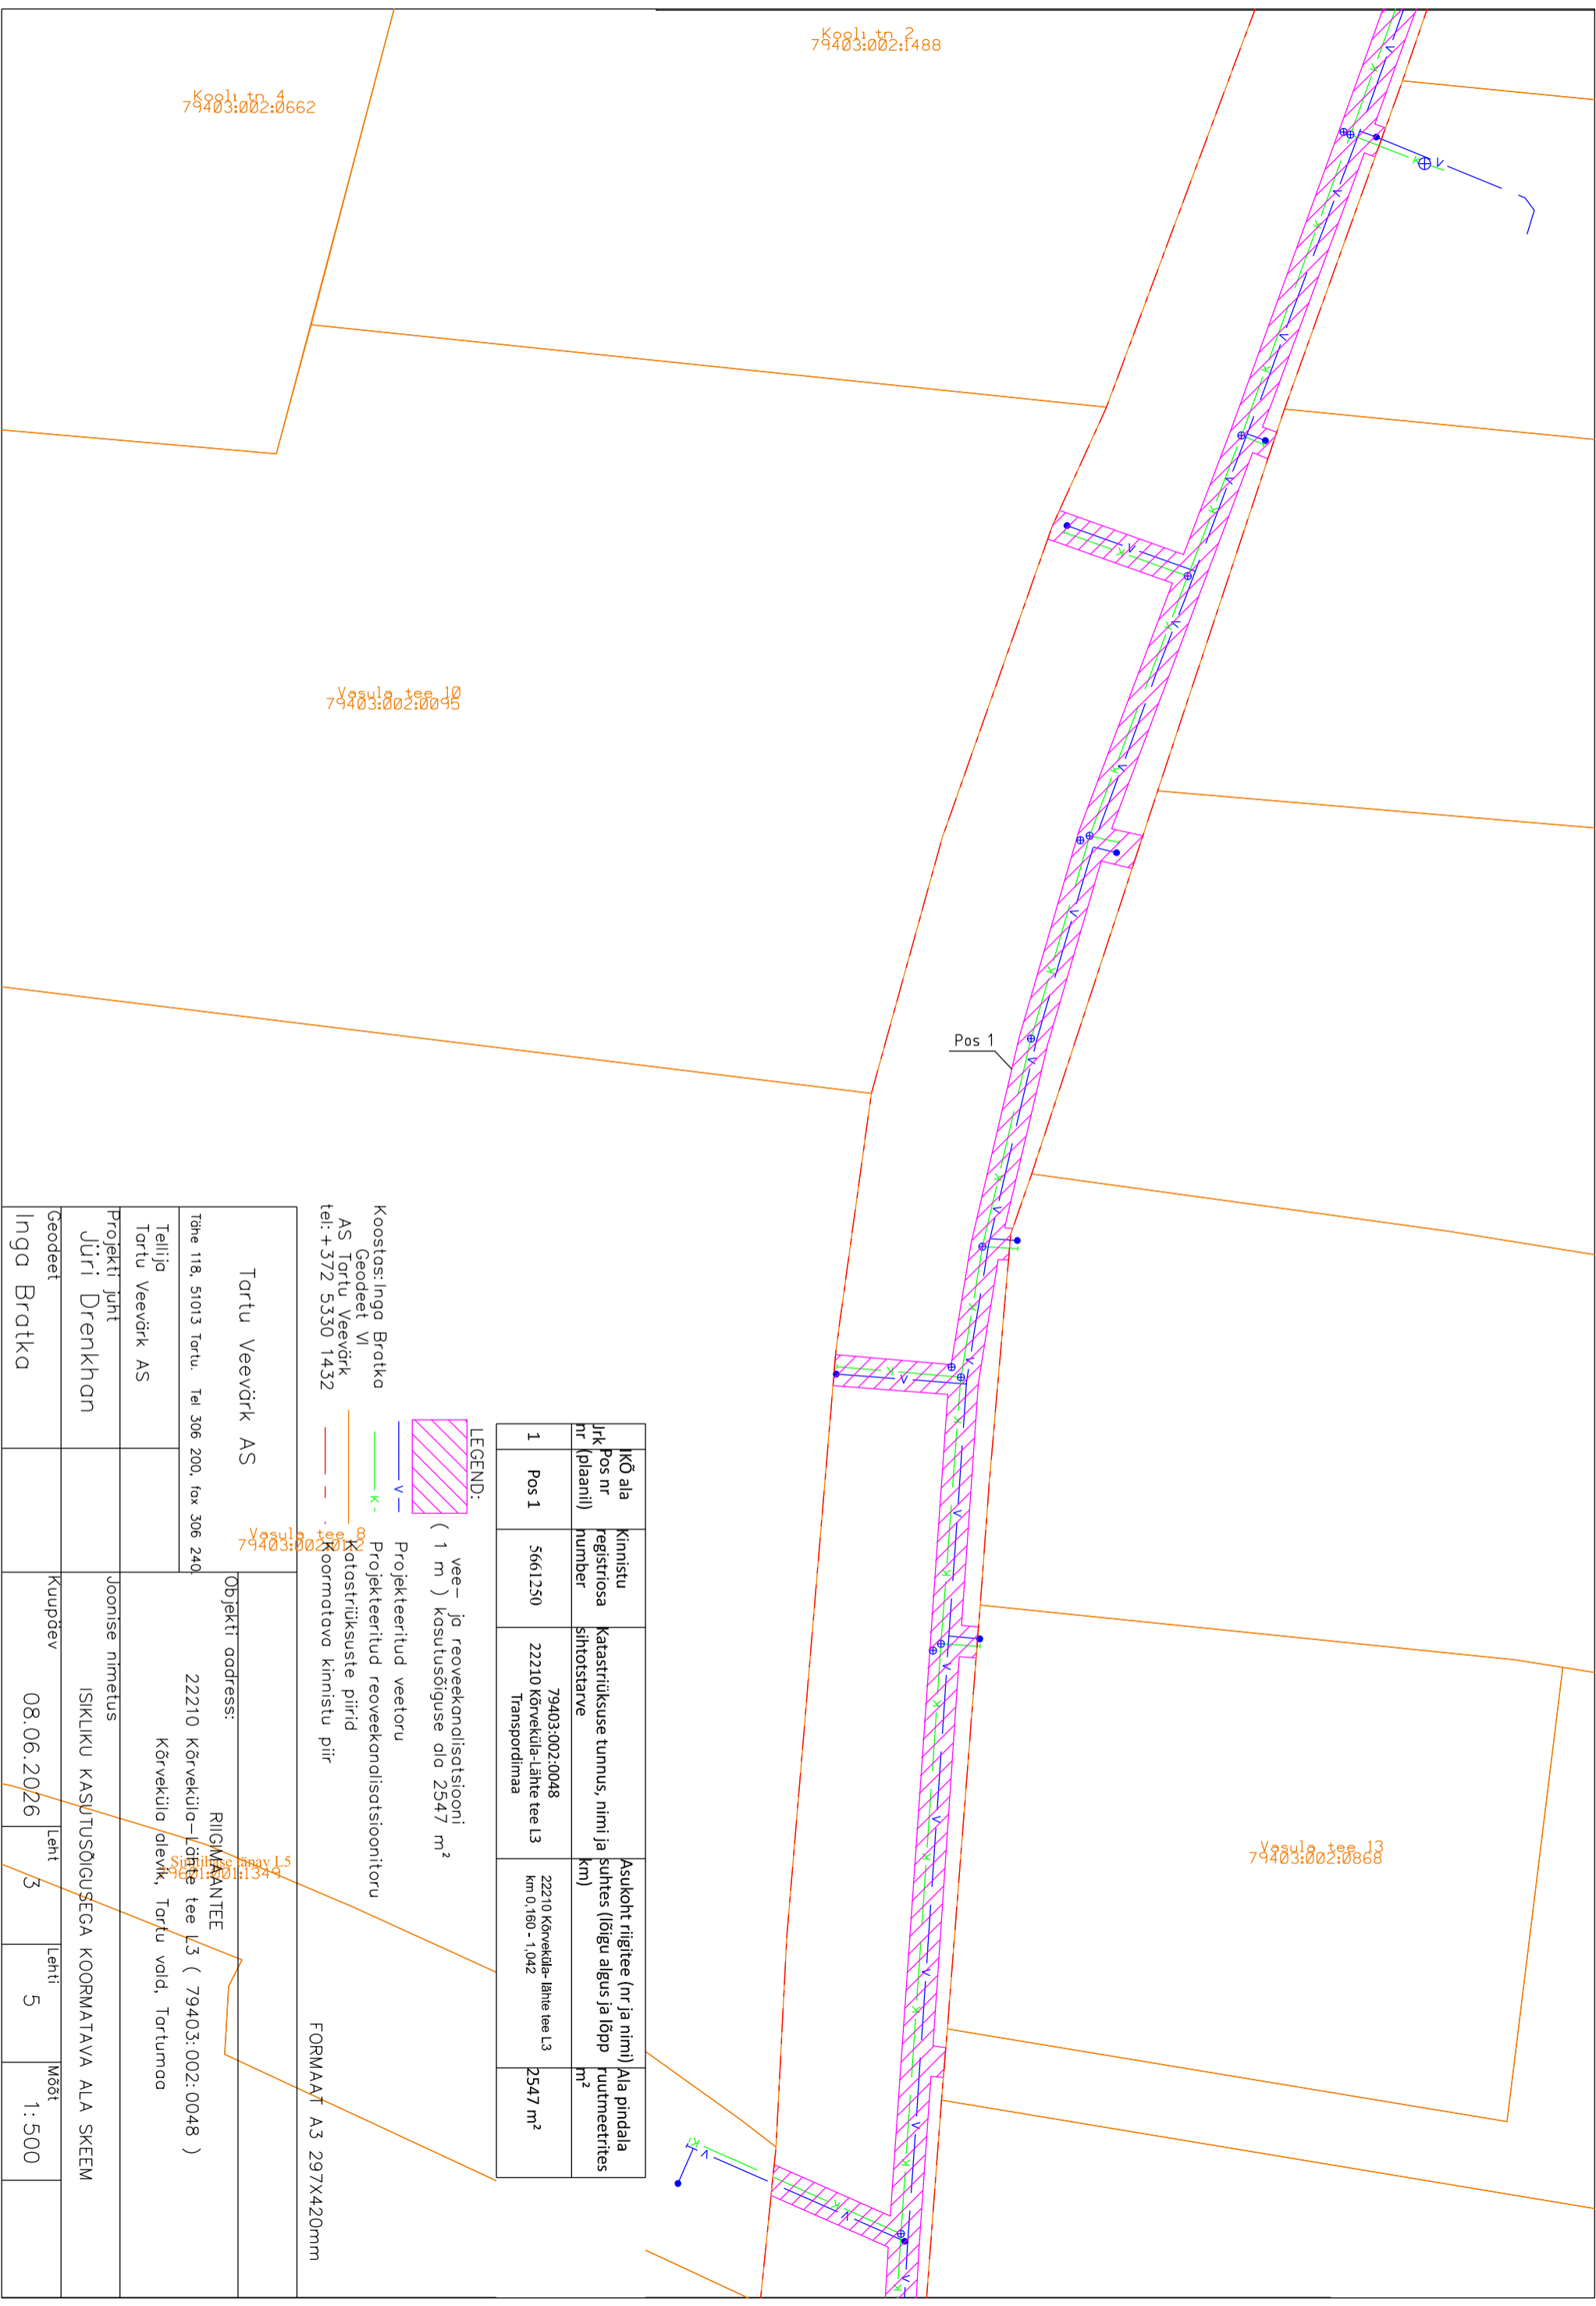 Kooli tn 2
79403:002:1488
Kooli tn 4
79403:002:0662
Vasula tee 10
79403:002:0095
Pos 1
Vasula tee 13
79403:002:0868
Vasula tee 8
IKÕ ala
Jrk Pos nr
nr (plaanil)
Kinnistu
registriosa
number
Katastriüksuse tunnus, nimi ja
sihtotstarve
Asukoht riigitee (nr ja nimi)
suhtes (lõigu algus ja lõpp
km)
Ala pindala
ruutmeetrites
m²
1
Pos 1
5661250
79403:002:0048
22210 Kõrveküla-Lähte tee L3
Transpordimaa
22210 Kõrveküla- lähte tee L3
km 0,160 - 1,042
2547 m²
LEGEND:
vee- ja reoveekanalisatsiooni
( 1 m ) kasutusõiguse ala 2547 m²
V Projekteeritud veetoru
K Projekteeritud reoveekanalisatsioonitoru
Katastriüksuste piirid
Koormatava kinnistu piir
Koostas: Inga Bratka
Geodeet VI
AS Tartu Veevärk
tel: +372 5330 1432
FORMAAT A3 297X420mm
Tartu Veevärk AS
Tähe 118, 51013 Tartu. Tel 306 200, fax 306 240
Tellija
Tartu Veevärk AS
Projekti juht
Jüri Drenkhan
Geodeet
Inga Bratka
Objekti aadress:
RIIGIMAANTEE
22210 Kõrveküla-Lähte tee L3 ( 79403:002:0048 )
Kõrveküla alevik, Tartu vald, Tartumaa
Joonise nimetus
ISIKLIKU KASUTUSÕIGUSEGA KOORMATAVA ALA SKEEM
Kuupäev
08.06.2026
Leht
3
Lehti
5
Mõõt
1:500